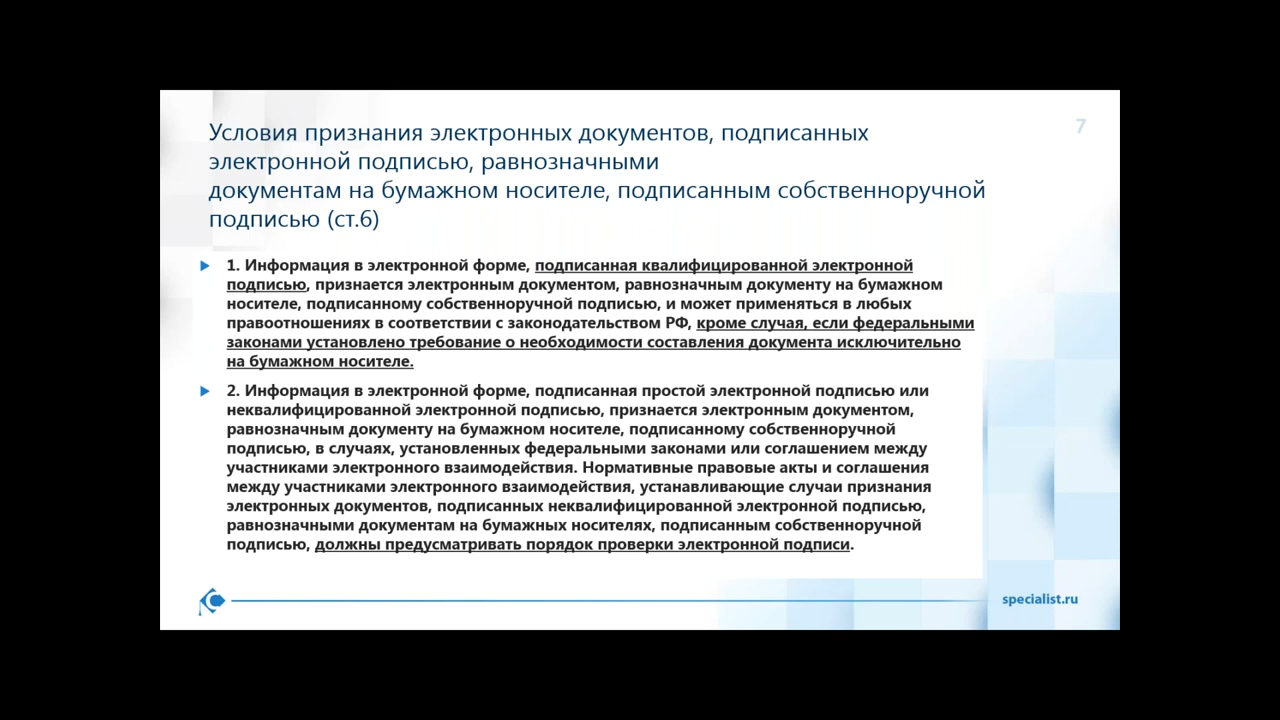 Условия признания электронных документов, подписанных
электронной подписью, равнозначными
документам на бумажном носителе, подписанным собственноручной
подписью (ст.6)
7
1. Информация в электронной форме, подписанная квалифицированной электронной
подписью, признается электронным документом, равнозначным документу на бумажном
носителе, подписанному собственноручной подписью, и может применяться в любых
правоотношениях в соответствии с законодательством РФ, кроме случая, если федеральными
законами установлено требование о необходимости составления документа исключительно
на бумажном носителе.
2. Информация в электронной форме, подписанная простой электронной подписью или
неквалифицированной электронной подписью, признается электронным документом,
равнозначным документу на бумажном носителе, подписанному собственноручной
подписью, в случаях, установленных федеральными законами или соглашением между
участниками электронного взаимодействия. Нормативные правовые акты и соглашения
между участниками электронного взаимодействия, устанавливающие случаи признания
электронных документов, подписанных неквалифицированной электронной подписью,
равнозначными документам на бумажных носителях, подписанным собственноручной
подписью, должны предусматривать порядок проверки электронной подписи.
specialist.ru